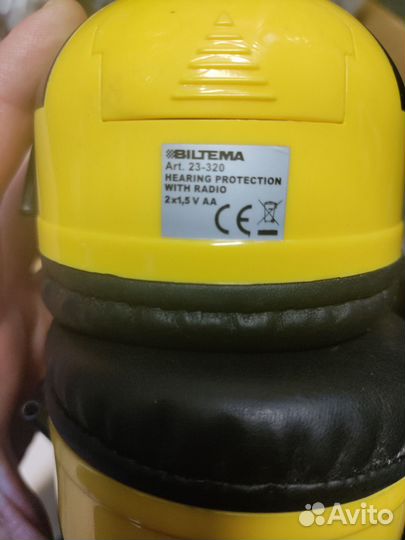 BILTEMA
Art. 23-320
HEARING PROTECTION
WITH RADIO
2x1,5 V AA
CE
Avito